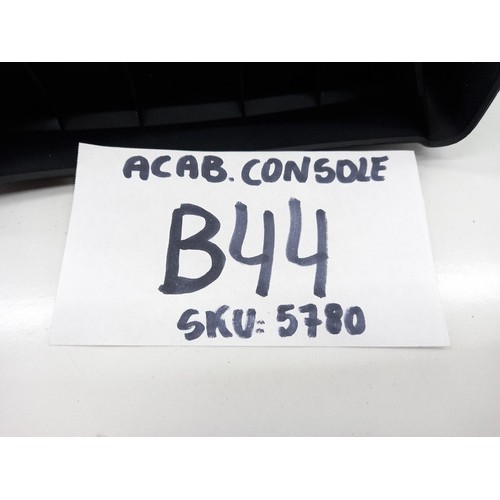 ACAB. CONSOLE
B44
SKU: 5780